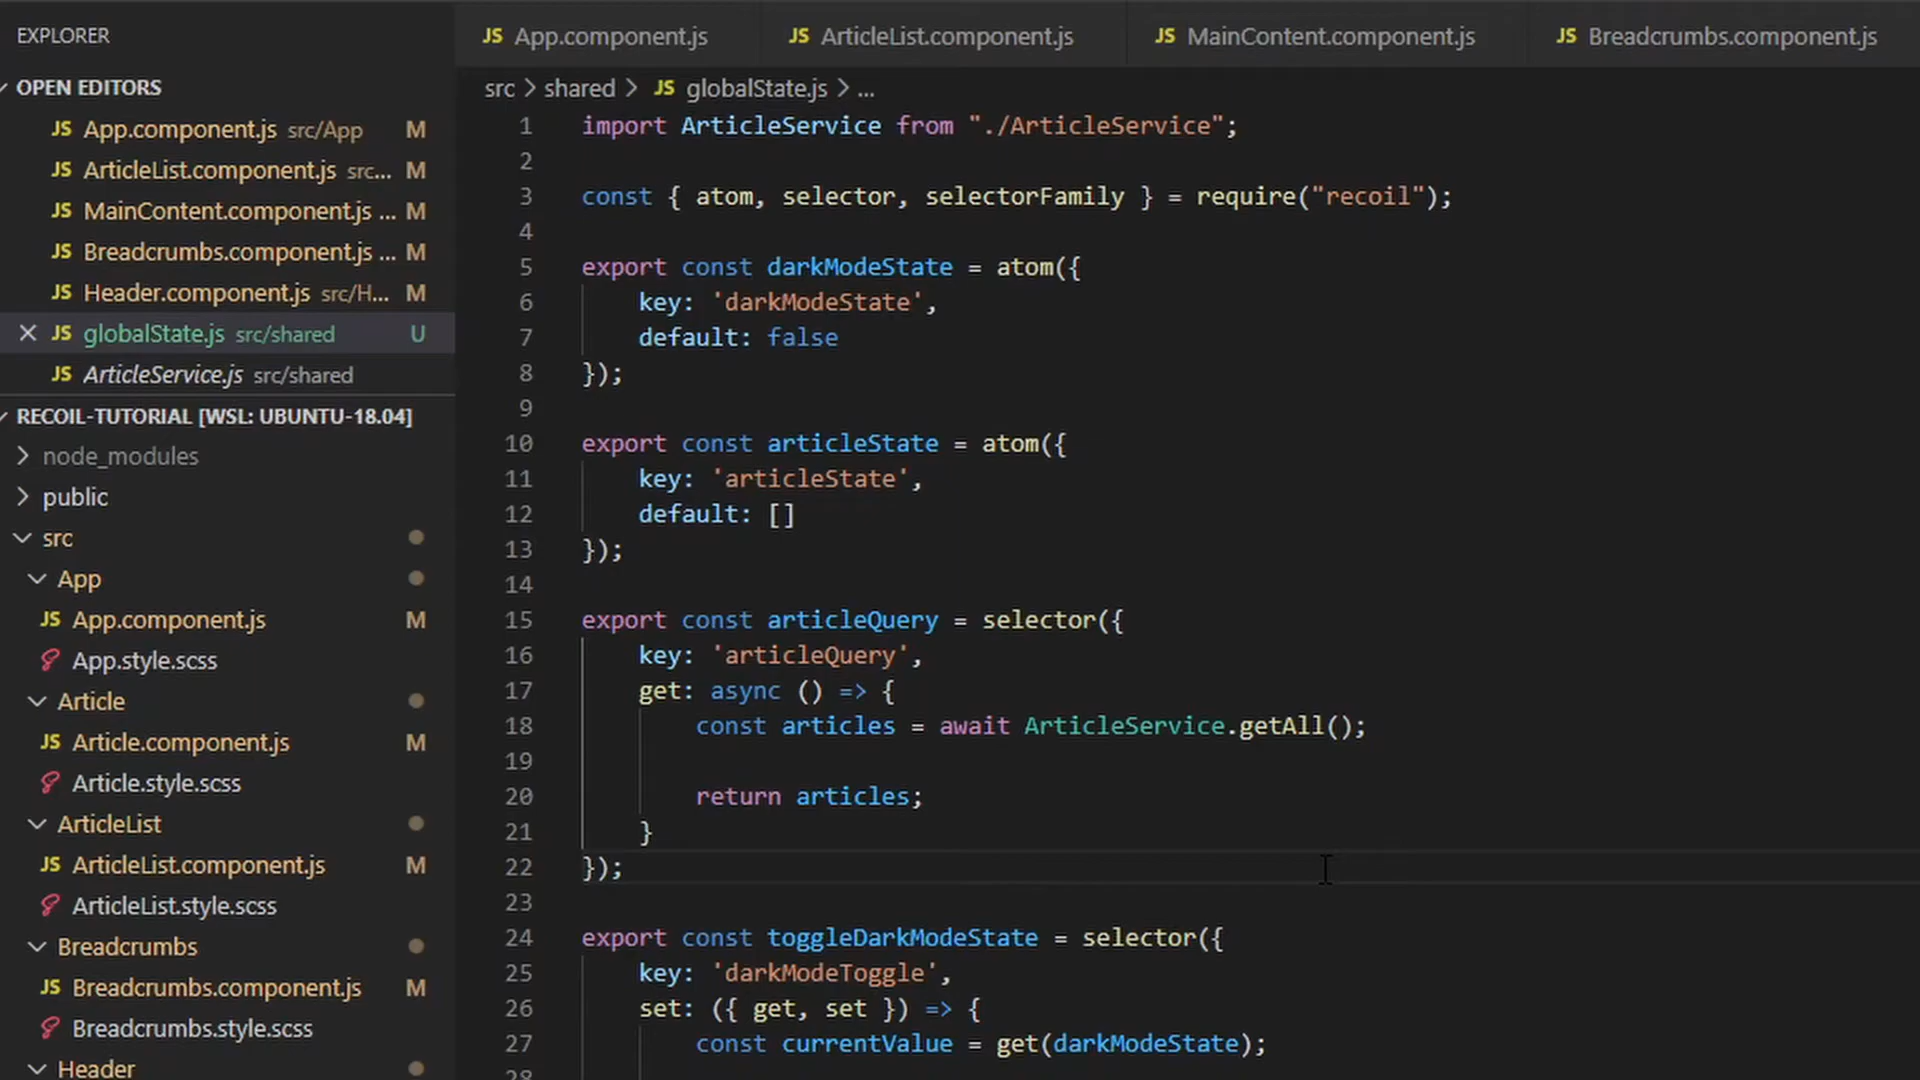 EXPLORER
OPEN EDITORS
JS App.component.js src/App M
JS ArticleList.component.js src... M
JS MainContent.component.js ... M
JS Breadcrumbs.component.js ... M
JS Header.component.js src/H... M
JS globalState.js src/shared U
JS ArticleService.js src/shared
RECOIL-TUTORIAL [WSL: UBUNTU-18.04]
node_modules
public
src
App
JS App.component.js M
App.style.scss
Article
JS Article.component.js M
Article.style.scss
ArticleList
JS ArticleList.component.js M
ArticleList.style.scss
Breadcrumbs
JS Breadcrumbs.component.js M
Breadcrumbs.style.scss
Header
JS App.component.js JS ArticleList.component.js JS MainContent.component.js JS Breadcrumbs.component.js
src > shared > JS globalState.js > ...
1 import ArticleService from "./ArticleService";
2
3 const { atom, selector, selectorFamily } = require("recoil");
4
5 export const darkModeState = atom({
6 key: 'darkModeState',
7 default: false
8 });
9
10 export const articleState = atom({
11 key: 'articleState',
12 default: []
13 });
14
15 export const articleQuery = selector({
16 key: 'articleQuery',
17 get: async () => {
18 const articles = await ArticleService.getAll();
19
20 return articles;
21 }
22 });
23
24 export const toggleDarkModeState = selector({
25 key: 'darkModeToggle',
26 set: ({ get, set }) => {
27 const currentValue = get(darkModeState);
28